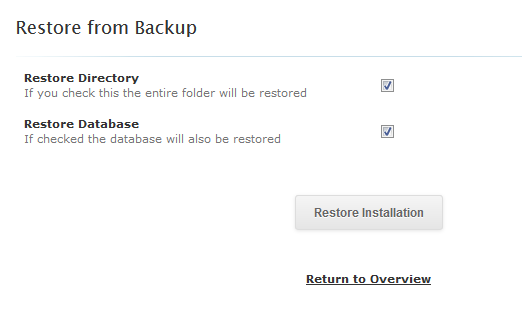 Restore from Backup
Restore Directory
If you check this the entire folder will be restored
Restore Database
If checked the database will also be restored
Restore Installation
Return to Overview